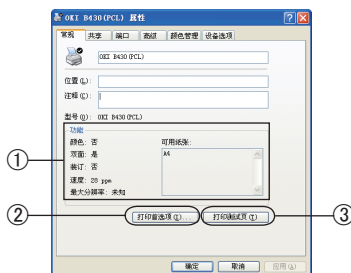 OKI B430(PCL) 属性
常规 共享 端口 高级 颜色管理 设备选项
OKI B430(PCL)
位置(L):
注释(C):
型号(O): OKI B430(PCL)
功能
颜色: 否 可用纸张:
双面: 是 A4
装订: 否
速度: 28 ppm
最大分辨率: 未知
打印首选项(I)... 打印测试页(T)
确定 取消 应用(A)
①
②
③